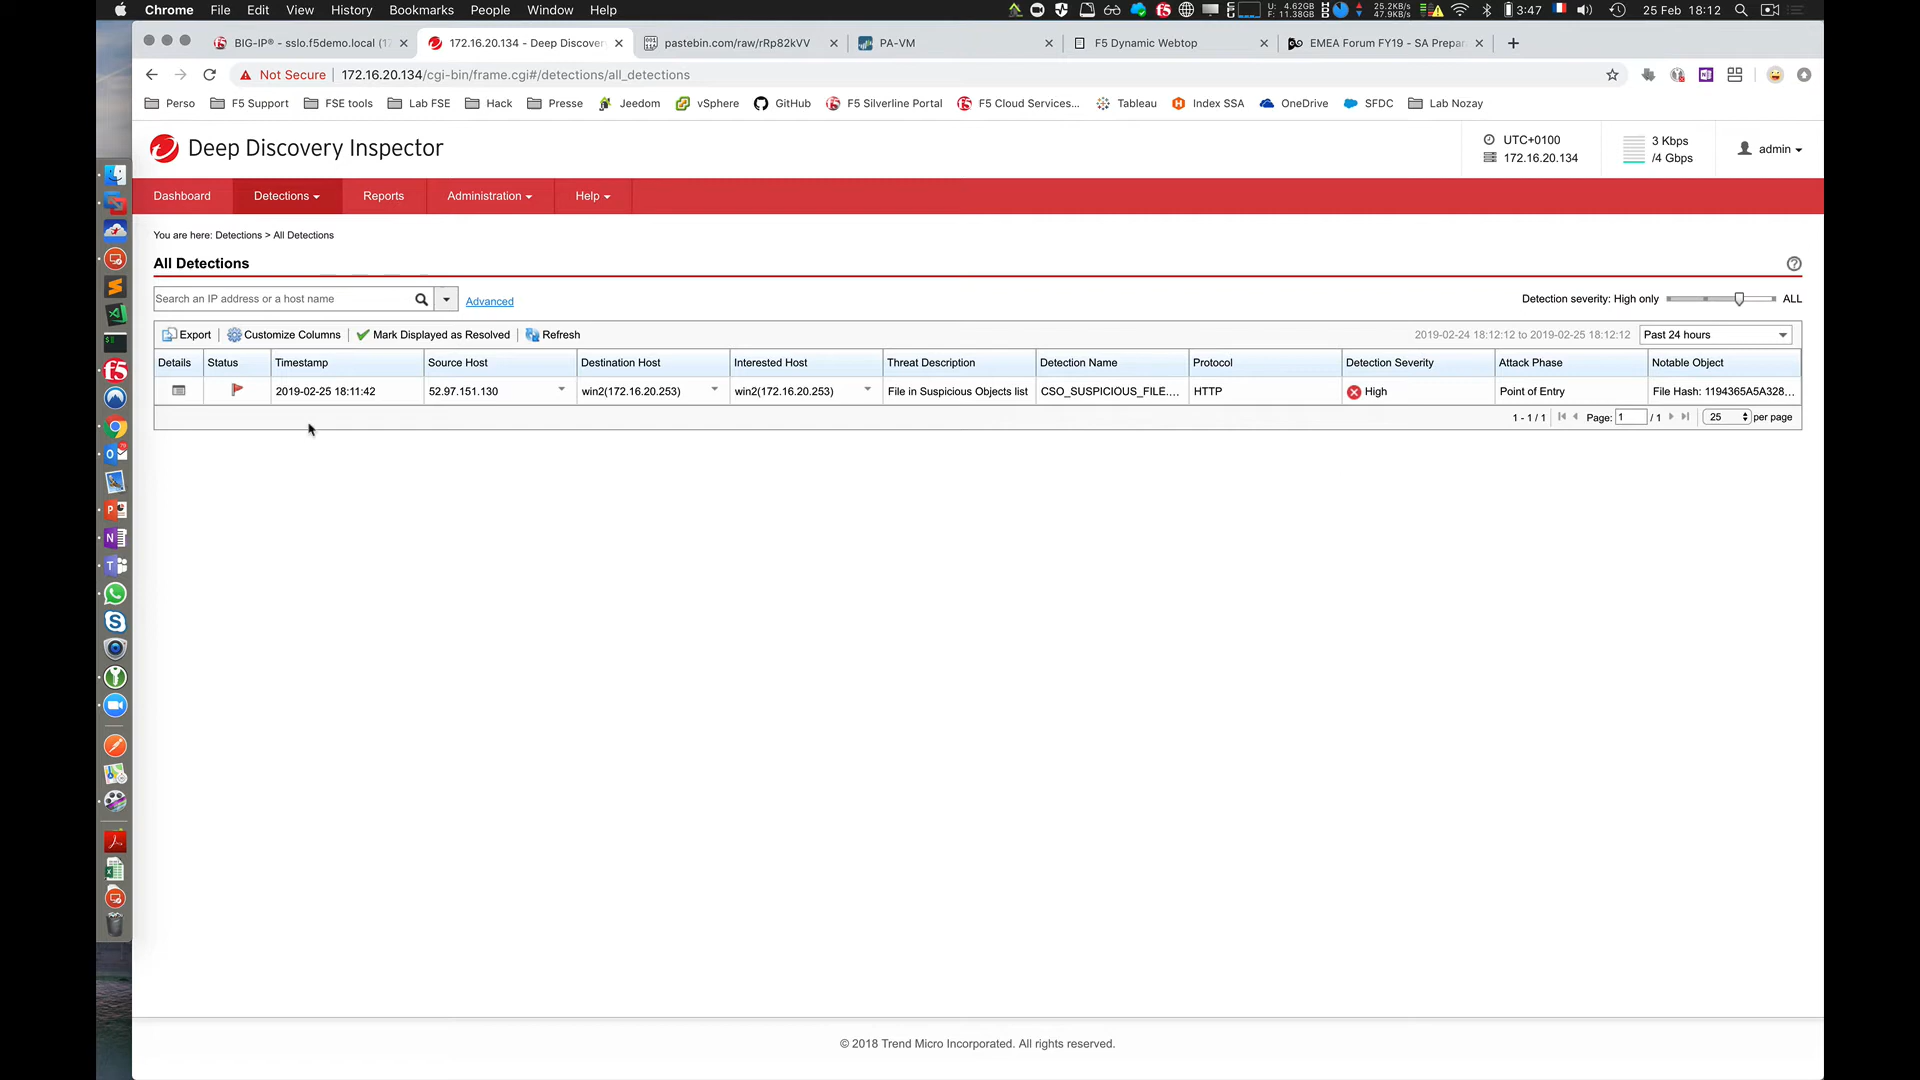 Chrome File Edit View History Bookmarks People Window Help U: 4.62GB F: 11.38GB 25.2KB/s 47.9KB/s 3:47 25 Feb 18:12
BIG-IP® - sslo.f5demo.local (1 172.16.20.134 - Deep Discover pastebin.com/raw/rRp82kVV PA-VM F5 Dynamic Webtop EMEA Forum FY19 - SA Prepar
Not Secure 172.16.20.134/cgi-bin/frame.cgi#/detections/all_detections
Perso F5 Support FSE tools Lab FSE Hack Presse Jeedom vSphere GitHub F5 Silverline Portal F5 Cloud Services... Tableau Index SSA OneDrive SFDC Lab Nozay
Deep Discovery Inspector
UTC+0100
172.16.20.134
3 Kbps
/4 Gbps
admin
Dashboard Detections Reports Administration Help
You are here: Detections > All Detections
All Detections
Search an IP address or a host name Advanced Detection severity: High only ALL
Export Customize Columns Mark Displayed as Resolved Refresh 2019-02-24 18:12:12 to 2019-02-25 18:12:12 Past 24 hours
Details Status Timestamp Source Host Destination Host Interested Host Threat Description Detection Name Protocol Detection Severity Attack Phase Notable Object
2019-02-25 18:11:42 52.97.151.130 win2(172.16.20.253) win2(172.16.20.253) File in Suspicious Objects list CSO_SUSPICIOUS_FILE.... HTTP High Point of Entry File Hash: 1194365A5A328...
1 - 1 / 1 Page: 1 / 1 25 per page
© 2018 Trend Micro Incorporated. All rights reserved.